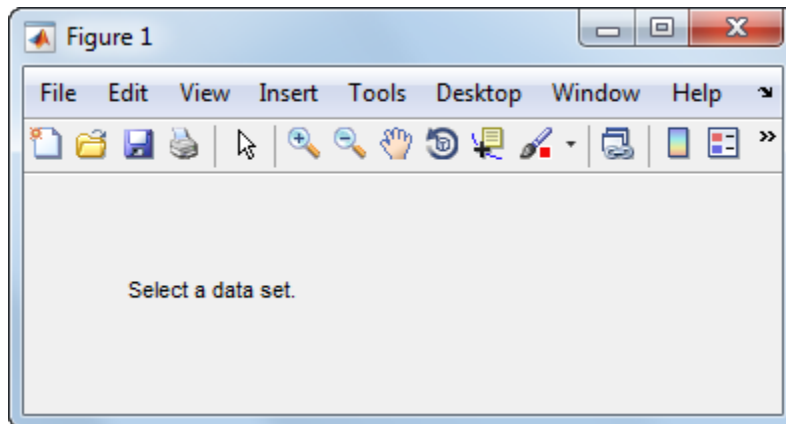 Figure 1
File Edit View Insert Tools Desktop Window Help
Select a data set.